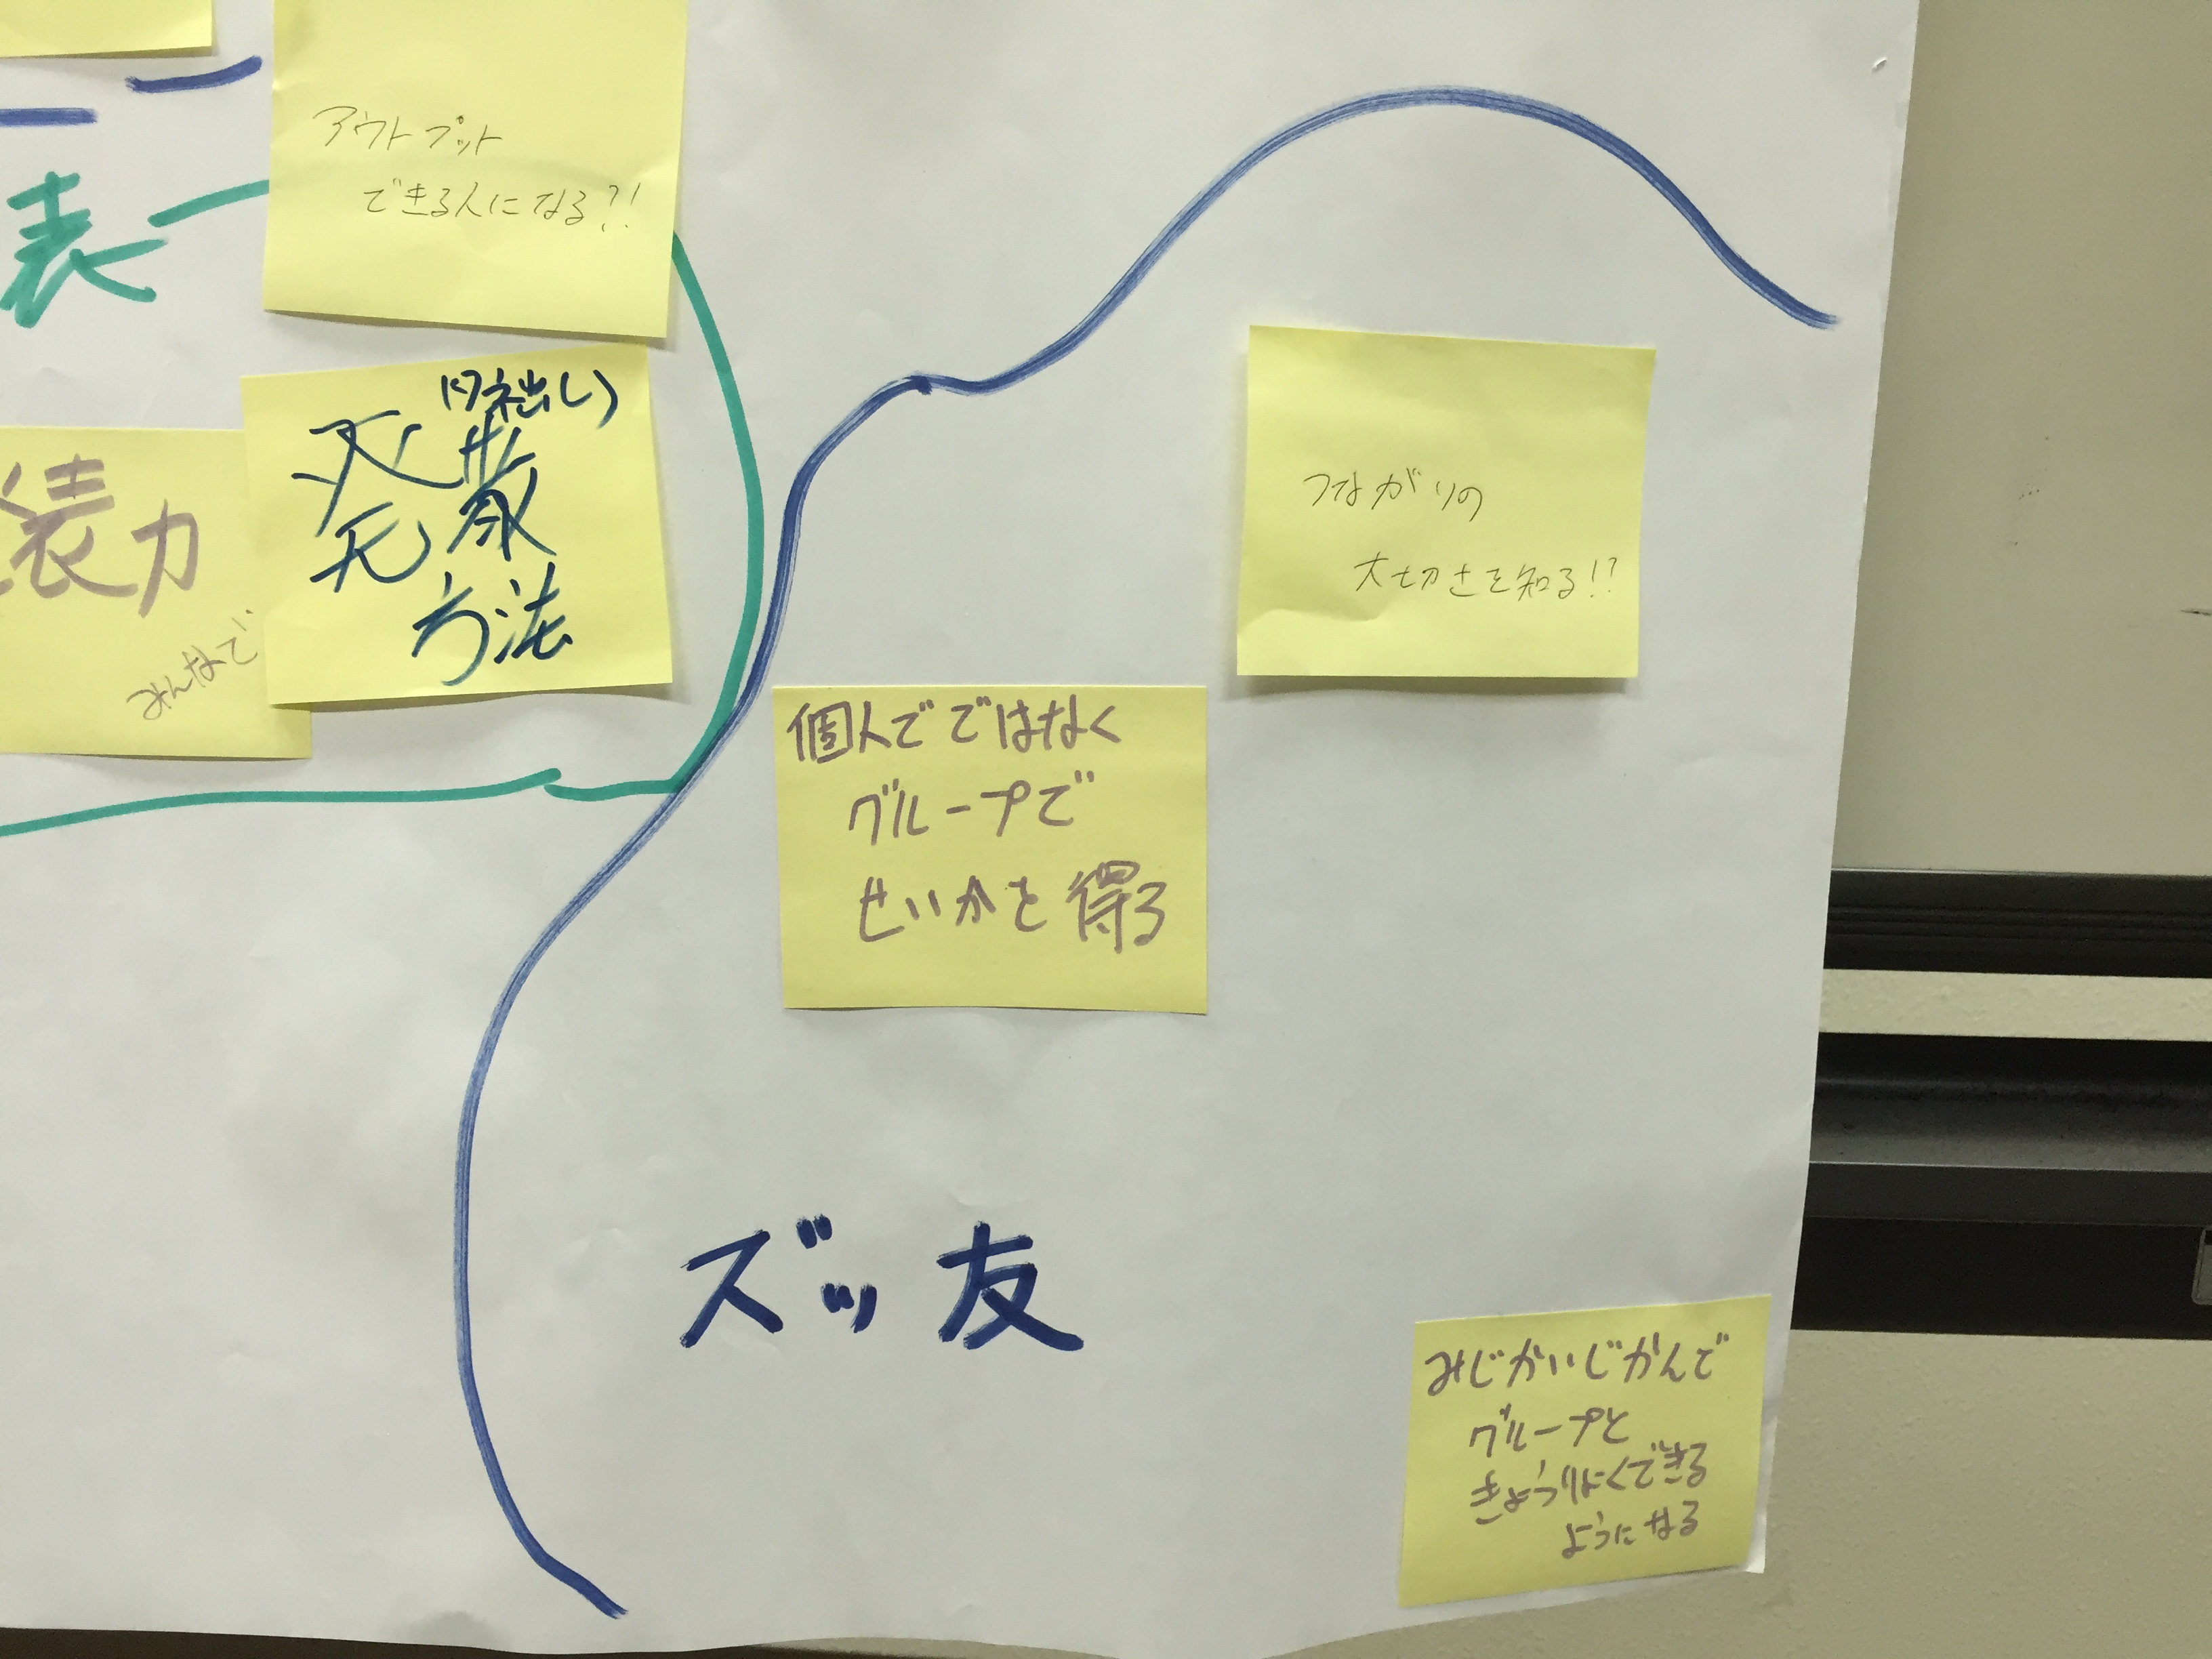 アウトプット
できる人になる?!
表
(ネタ出し)
発散
方法
表力
みんなで
つながりの
大切さを知る!?
個人でではなく
グループで
せいかを得る
ズッ友
みじかいじかんで
グループと
きょうりょくできる
ようになる